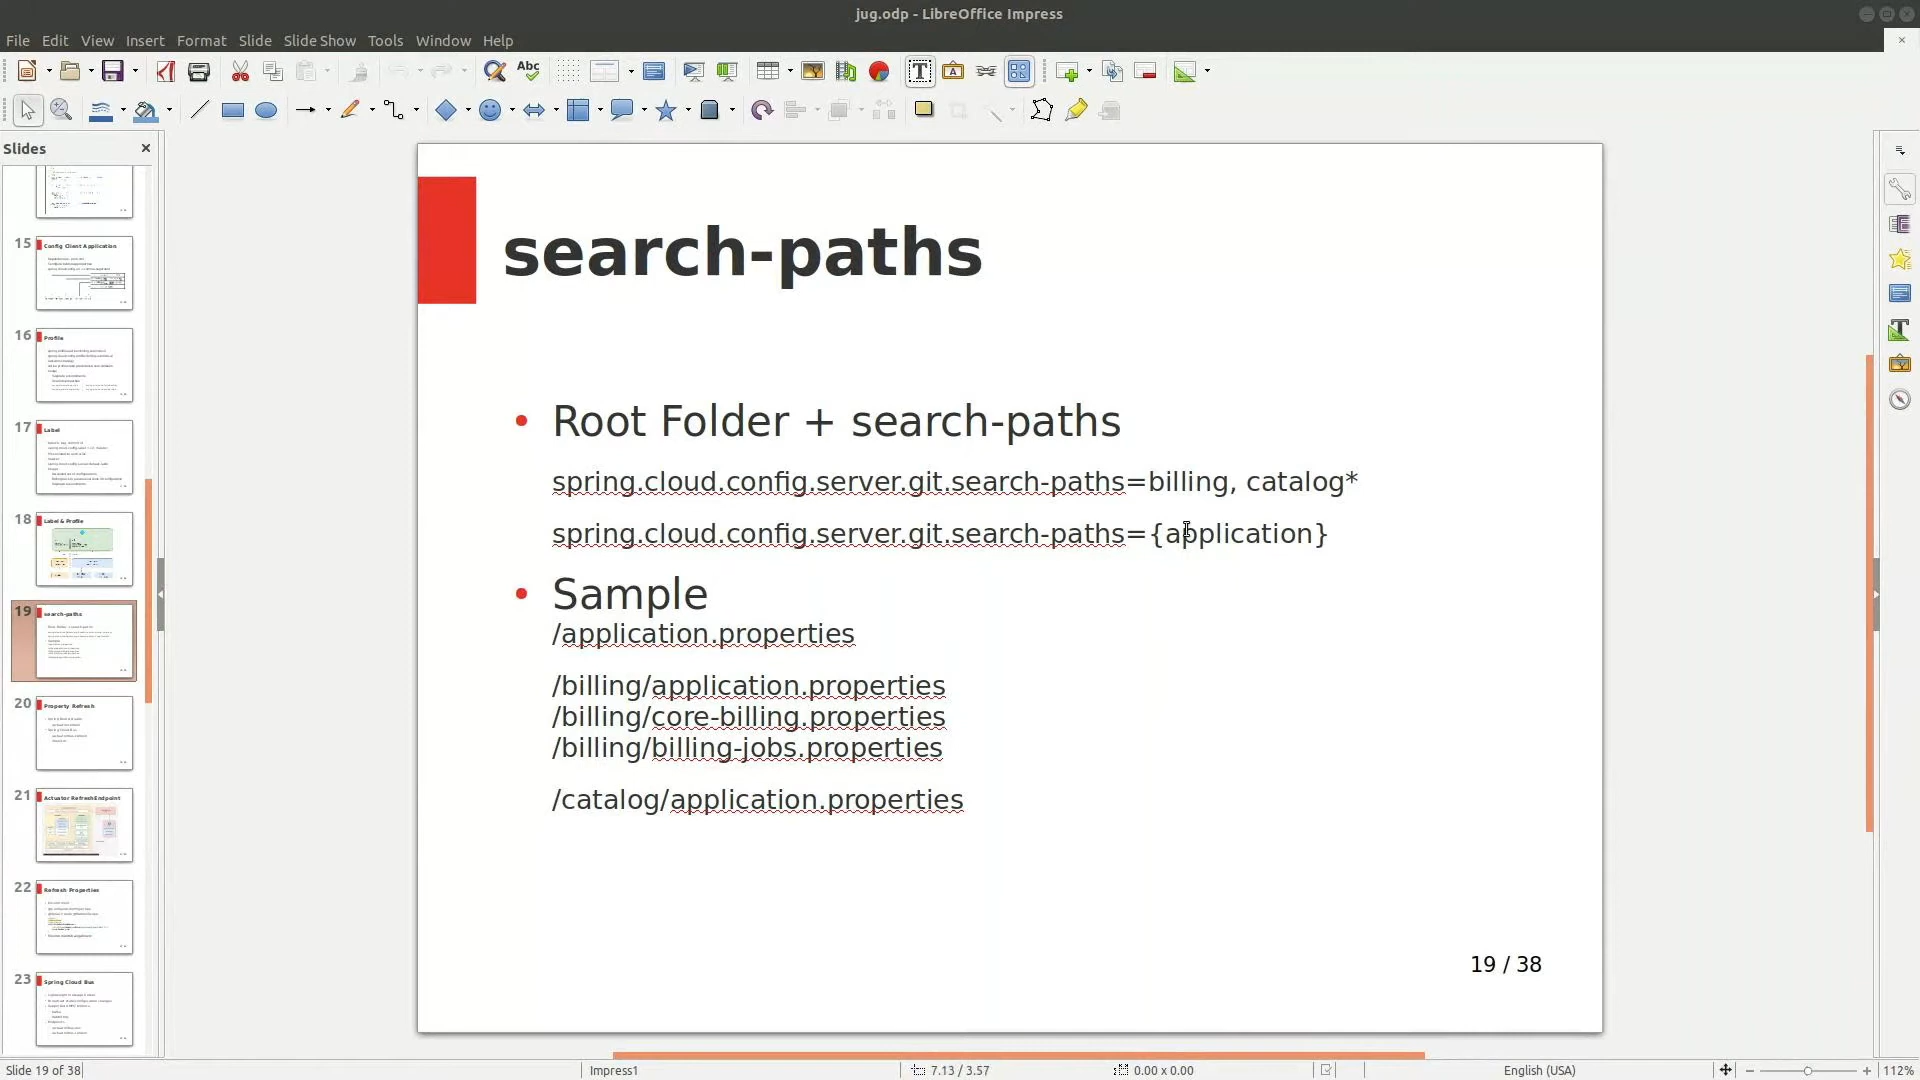 jug.odp - LibreOffice Impress
File Edit View Insert Format Slide Slide Show Tools Window Help
Abc
Slides
15
Config Client Application
16
Profile
17
Label
18
Label & Profile
19
search-paths
20
Property Refresh
21
Actuator RefreshEndpoint
22
Refresh Properties
23
Spring Cloud Bus
search-paths
Root Folder + search-paths
spring.cloud.config.server.git.search-paths=billing, catalog*
spring.cloud.config.server.git.search-paths={application}
Sample
/application.properties
/billing/application.properties
/billing/core-billing.properties
/billing/billing-jobs.properties
/catalog/application.properties
19 / 38
Slide 19 of 38
Impress1
7.13 / 3.57
0.00 x 0.00
English (USA)
112%